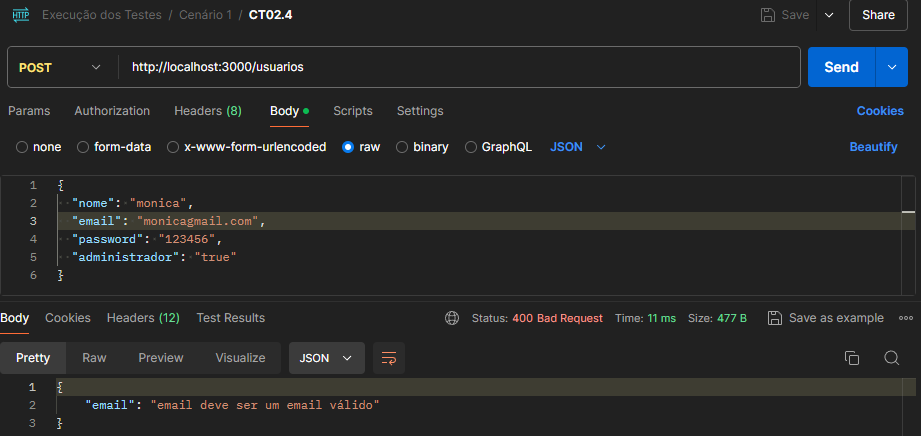 HTTP Execução dos Testes / Cenário 1 / CT02.4 Save Share
POST http://localhost:3000/usuarios Send
Params Authorization Headers (8) Body Scripts Settings Cookies
none form-data x-www-form-urlencoded raw binary GraphQL JSON Beautify
1 {
2 "nome": "monica",
3 "email": "monicagmail.com",
4 "password": "123456",
5 "administrador": "true"
6 }
Body Cookies Headers (12) Test Results Status: 400 Bad Request Time: 11 ms Size: 477 B Save as example
Pretty Raw Preview Visualize JSON
1 {
2 "email": "email deve ser um email válido"
3 }